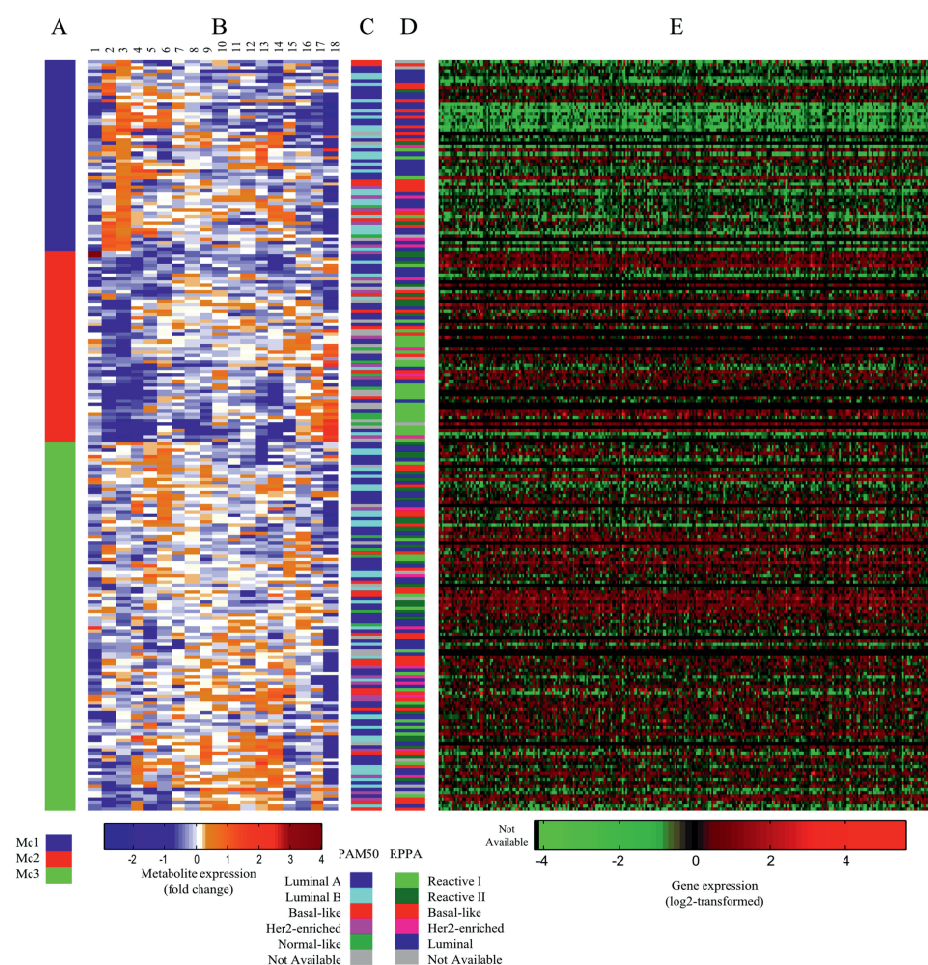 A B C D E
1 2 3 4 5 6 7 8 9 10 11 12 13 14 15 16 17 18
Mc1
Mc2
Mc3
-2 -1 0 1 2 3 4
Metabolite expression
(fold change)
PAM50 RPPA
Luminal A Reactive I
Luminal B Reactive II
Basal-like Basal-like
Her2-enriched Her2-enriched
Normal-like Luminal
Not Available Not Available
Not
Available
-4 -2 0 2 4
Gene expression
(log2-transformed)